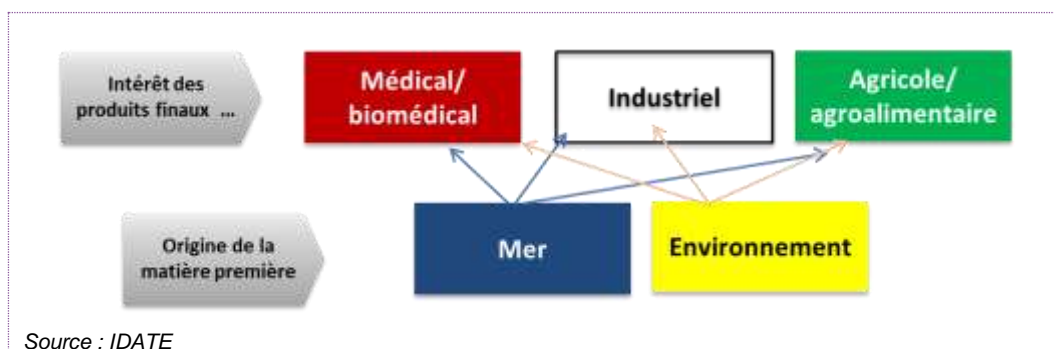 Intérêt des
produits finaux ...
Médical/
biomédical
Industriel
Agricole/
agroalimentaire
Origine de la
matière première
Mer
Environnement
Source : IDATE